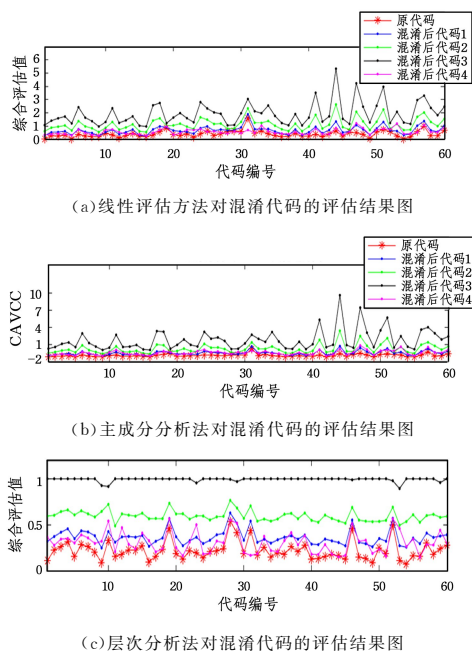 原代码
混淆后代码1
混淆后代码2
混淆后代码3
混淆后代码4
综合评估值
6
5
4
3
2
1
0
0 10 20 30 40 50 60
代码编号
(a)线性评估方法对混淆代码的评估结果图
原代码
混淆后代码1
混淆后代码2
混淆后代码3
混淆后代码4
CAVCC
10
7
4
1
−2
0 10 20 30 40 50 60
代码编号
(b)主成分分析法对混淆代码的评估结果图
综合评估值
1
0.5
0
10 20 30 40 50 60
代码编号
(c)层次分析法对混淆代码的评估结果图